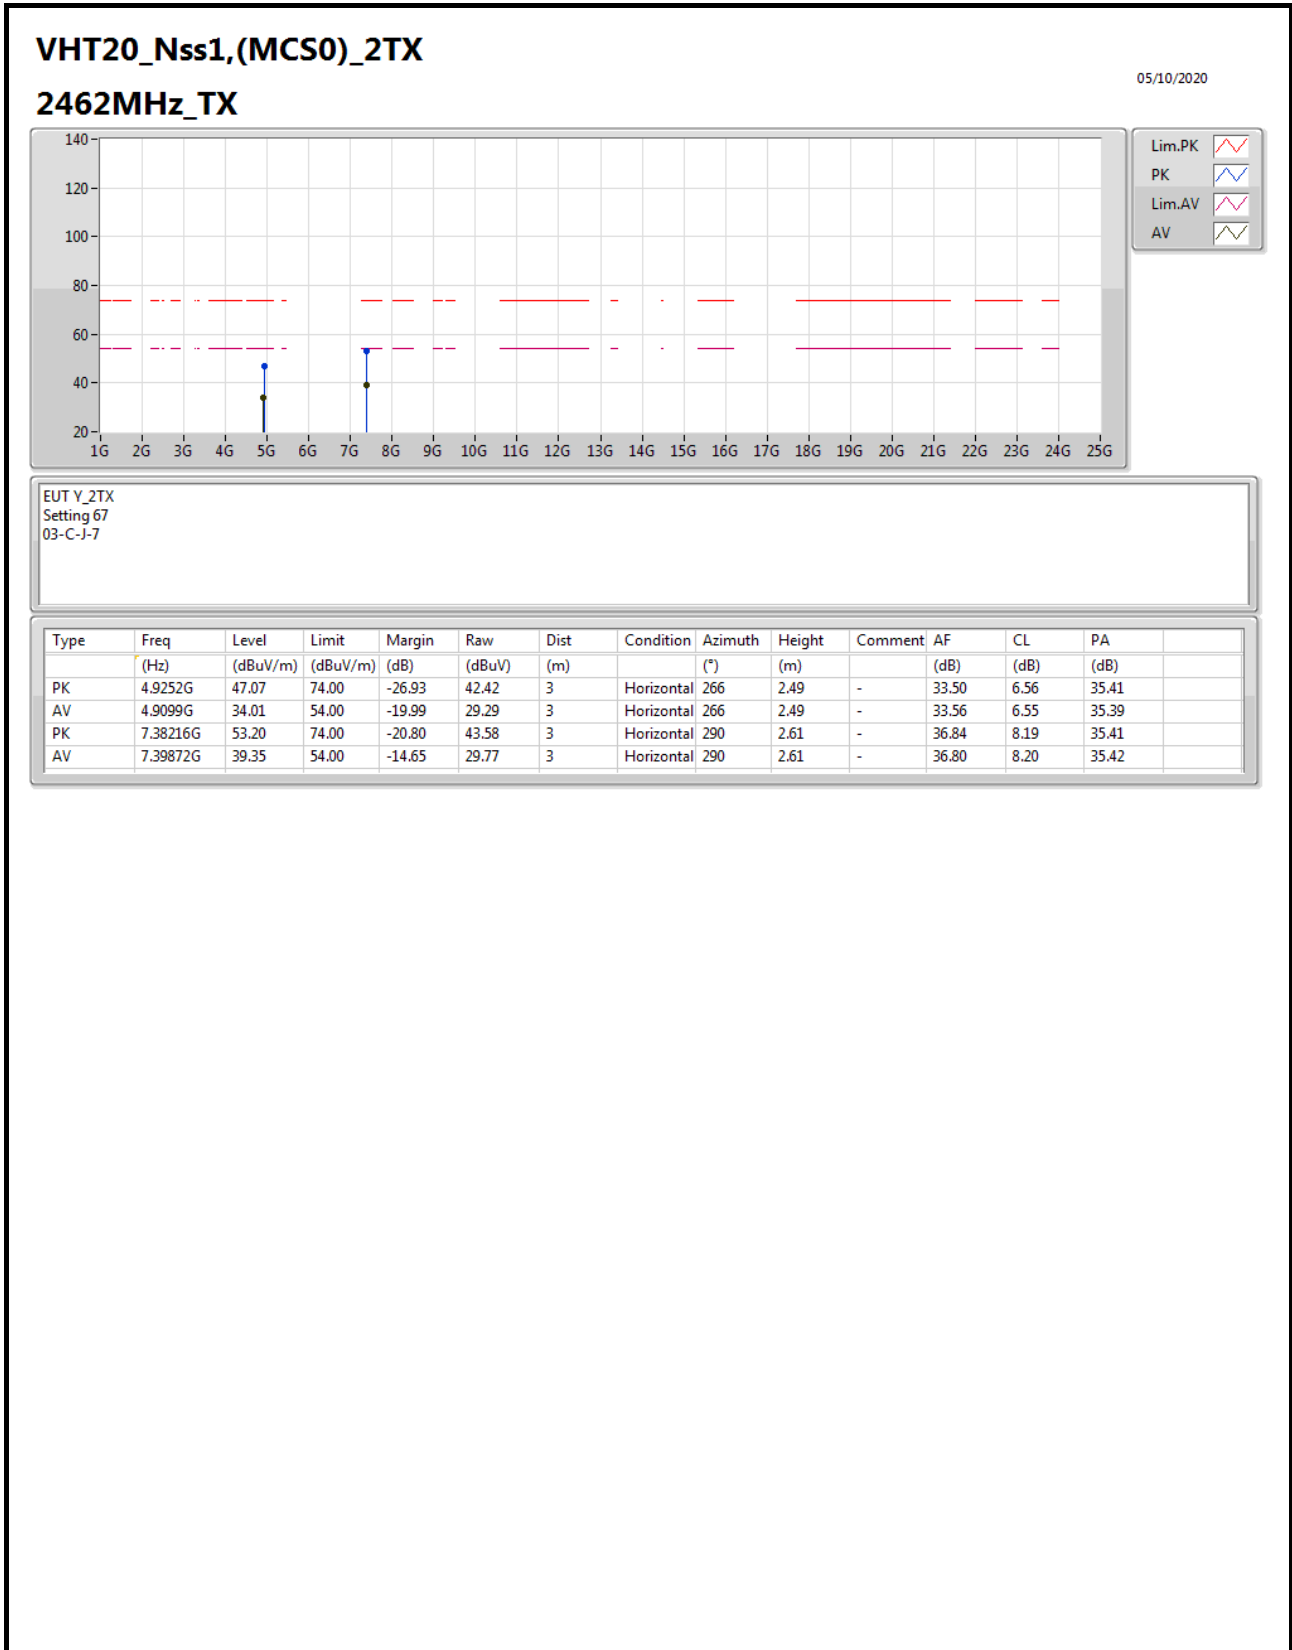 VHT20_Nss1,(MCS0)_2TX
05/10/2020
2462MHz_TX
140
120
100
80
60
40
20
1G 2G 3G 4G 5G 6G 7G 8G 9G 10G 11G 12G 13G 14G 15G 16G 17G 18G 19G 20G 21G 22G 23G 24G 25G
Lim.PK
PK
Lim.AV
AV
EUT Y_2TX
Setting 67
03-C-J-7
Type Freq Level Limit Margin Raw Dist Condition Azimuth Height Comment AF CL PA
(Hz) (dBuV/m) (dBuV/m) (dB) (dBuV) (m) (°) (m) (dB) (dB) (dB)
PK 4.9252G 47.07 74.00 -26.93 42.42 3 Horizontal 266 2.49 - 33.50 6.56 35.41
AV 4.9099G 34.01 54.00 -19.99 29.29 3 Horizontal 266 2.49 - 33.56 6.55 35.39
PK 7.38216G 53.20 74.00 -20.80 43.58 3 Horizontal 290 2.61 - 36.84 8.19 35.41
AV 7.39872G 39.35 54.00 -14.65 29.77 3 Horizontal 290 2.61 - 36.80 8.20 35.42